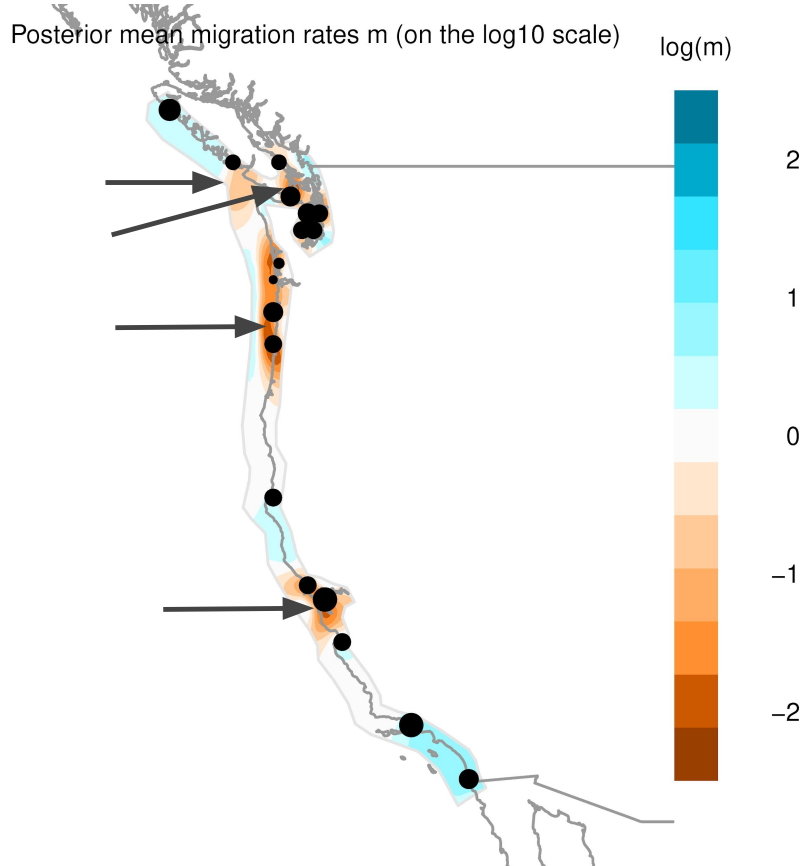 Posterior mean migration rates m (on the log10 scale)
log(m)
2
1
0
−1
−2